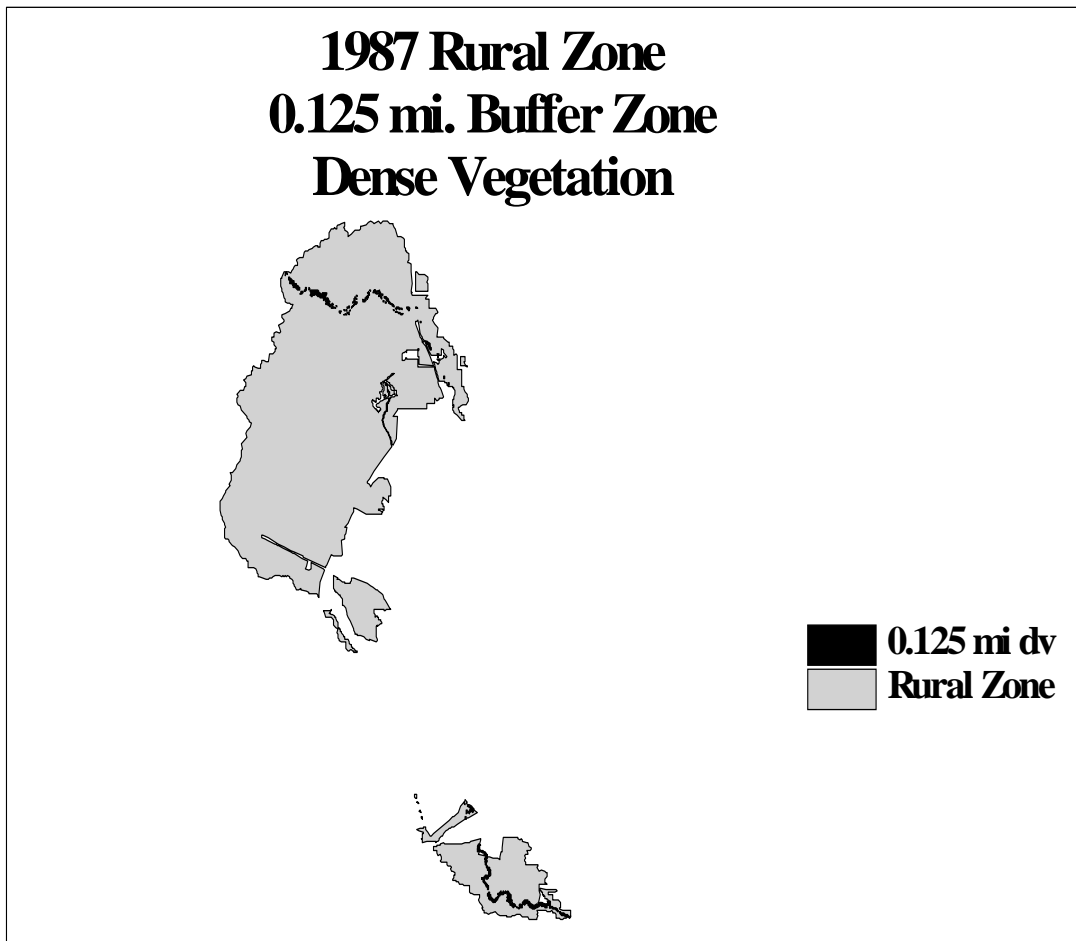 1987 Rural Zone
0.125 mi. Buffer Zone
Dense Vegetation
0.125 mi dv
Rural Zone